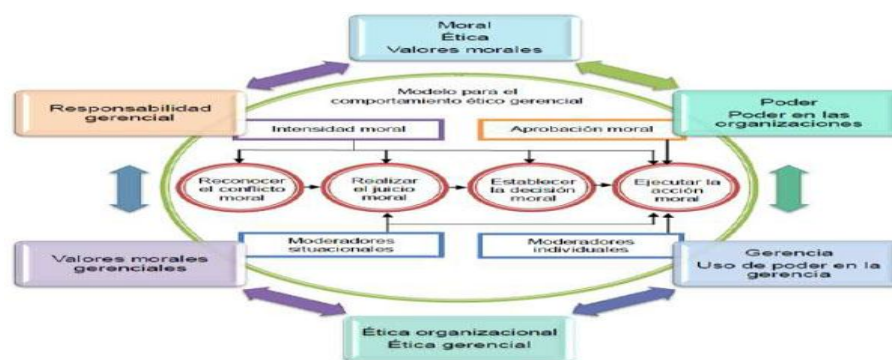 Moral
Ética
Valores morales
Responsabilidad
gerencial
Modelo para el
comportamiento ético gerencial
Poder
Poder en las
organizaciones
Intensidad moral
Aprobación moral
Reconocer
el conflicto
moral
Realizar
el juicio
moral
Establecer
la decisión
moral
Ejecutar la
acción
moral
Moderadores
situacionales
Moderadores
individuales
Valores morales
gerenciales
Gerencia
Uso de poder en la
gerencia
Ética organizacional
Ética gerencial